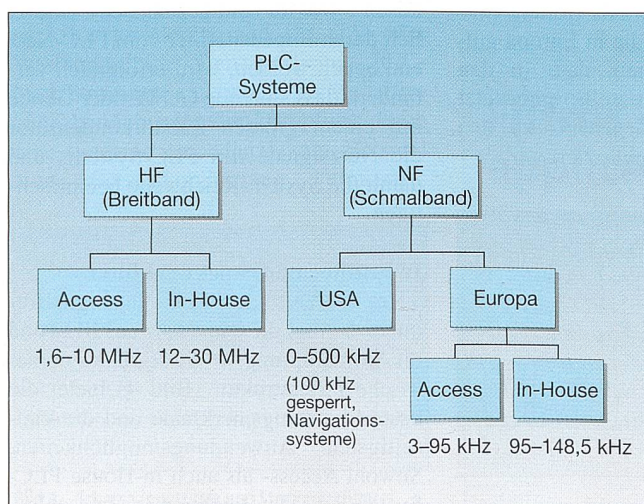 PLC-
Systeme
HF
(Breitband)
NF
(Schmalband)
Access
In-House
USA
Europa
1,6–10 MHz
12–30 MHz
0–500 kHz
(100 kHz
gesperrt,
Navigations-
systeme)
Access
In-House
3–95 kHz
95–148,5 kHz